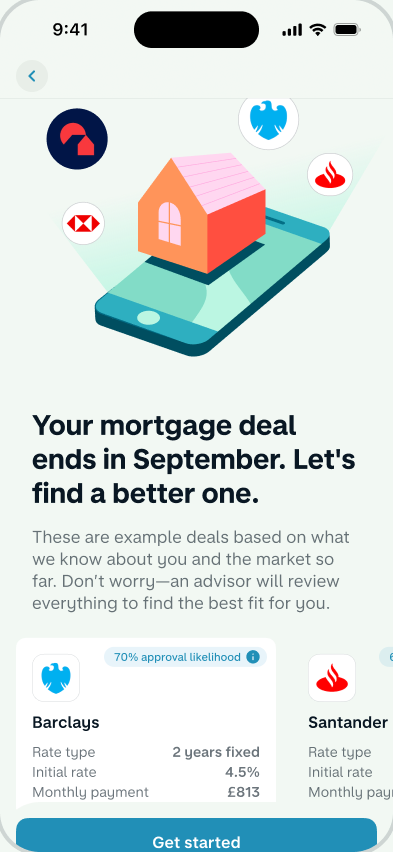 9:41
Your mortgage deal
ends in September. Let's
find a better one.
These are example deals based on what
we know about you and the market so
far. Don't worry—an advisor will review
everything to find the best fit for you.
70% approval likelihood
Barclays
Rate type 2 years fixed
Initial rate 4.5%
Monthly payment £813
Santander
Rate type
Initial rate
Get started